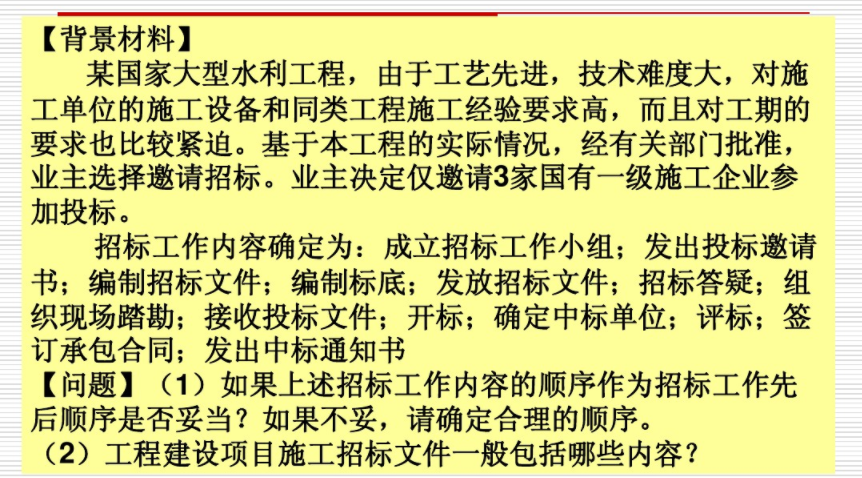 【背景材料】
某国家大型水利工程，由于工艺先进，技术难度大，对施
工单位的施工设备和同类工程施工经验要求高，而且对工期的
要求也比较紧迫。基于本工程的实际情况，经有关部门批准，
业主选择邀请招标。业主决定仅邀请3家国有一级施工企业参
加投标。
招标工作内容确定为：成立招标工作小组；发出投标邀请
书；编制招标文件；编制标底；发放招标文件；招标答疑；组
织现场踏勘；接收投标文件；开标；确定中标单位；评标；签
订承包合同；发出中标通知书
【问题】（1）如果上述招标工作内容的顺序作为招标工作先
后顺序是否妥当？如果不妥，请确定合理的顺序。
（2）工程建设项目施工招标文件一般包括哪些内容？